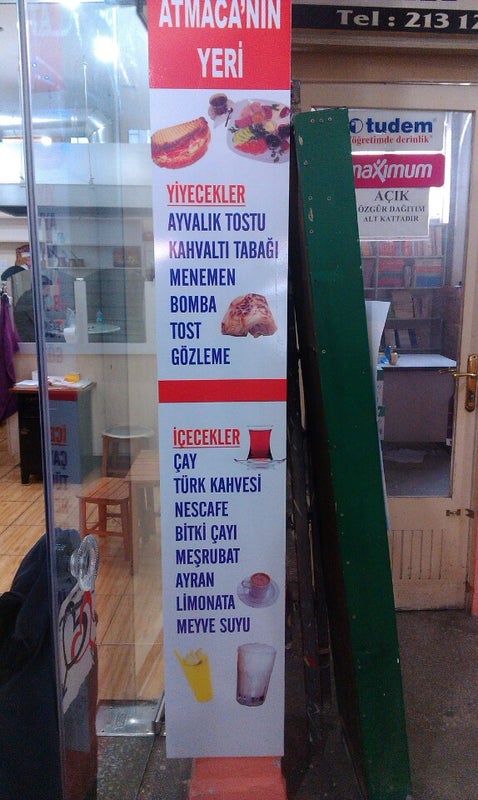 ATMACA'NIN
YERİ
YİYECEKLER
AYVALIK TOSTU
KAHVALTI TABAĞI
MENEMEN
BOMBA
TOST
GÖZLEME
İÇECEKLER
ÇAY
TÜRK KAHVESİ
NESCAFE
BİTKİ ÇAYI
MEŞRUBAT
AYRAN
LİMONATA
MEYVE SUYU
Tel : 213 12
tudem
öğretimde derinlik
maximum
AÇIK
ÖZGÜR DAĞITIM
ALT KATTADIR